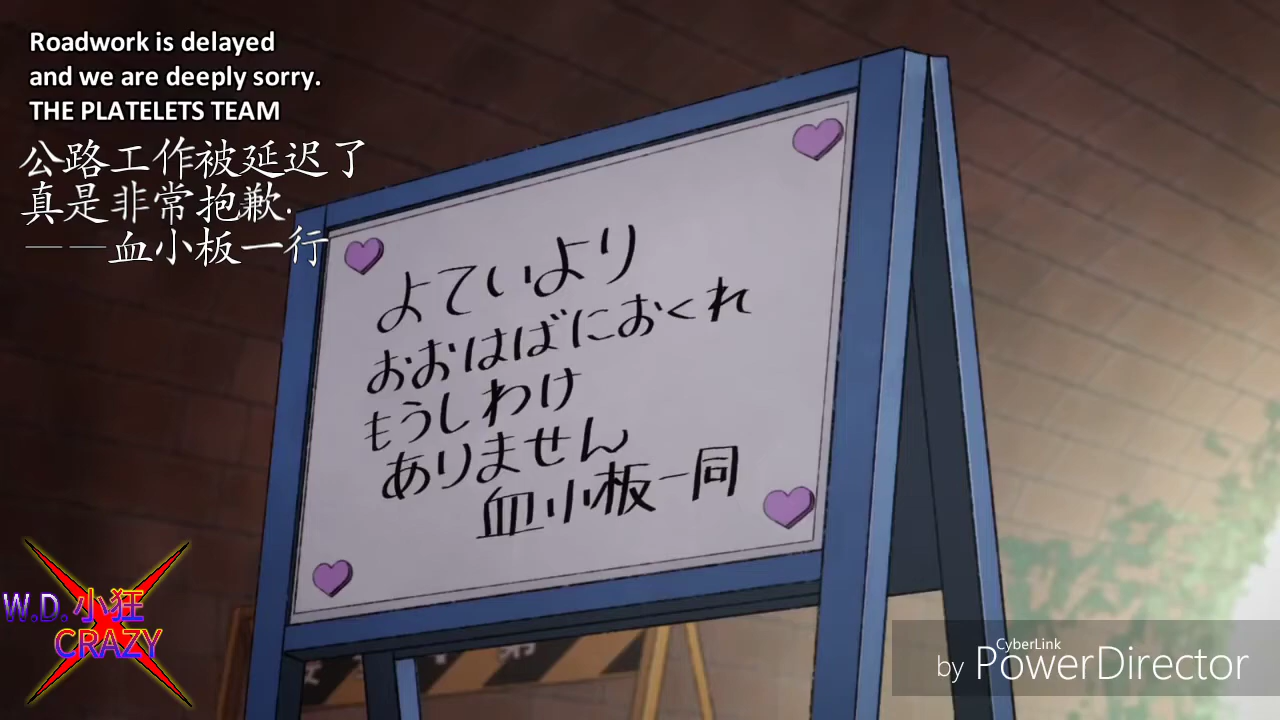 Roadwork is delayed
and we are deeply sorry.
THE PLATELETS TEAM
公路工作被延迟了
真是非常抱歉.
——血小板一行
よていより
おおはばにおくれ
もうしわけ
ありません
血小板一同
W.D.小狂
CRAZY
CyberLink
by PowerDirector